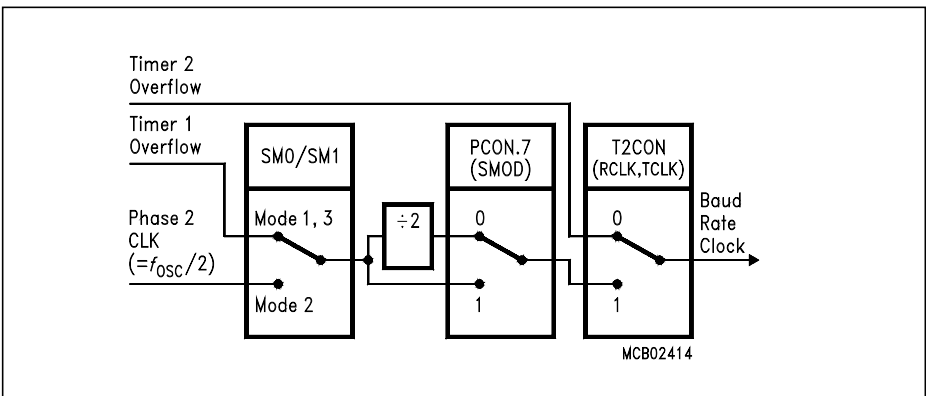 Timer 2
Overflow
Timer 1
Overflow
Phase 2
CLK
(=fOSC/2)
SM0/SM1
Mode 1, 3
Mode 2
÷2
PCON.7
(SMOD)
0
1
T2CON
(RCLK,TCLK)
0
1
Baud
Rate
Clock
MCB02414